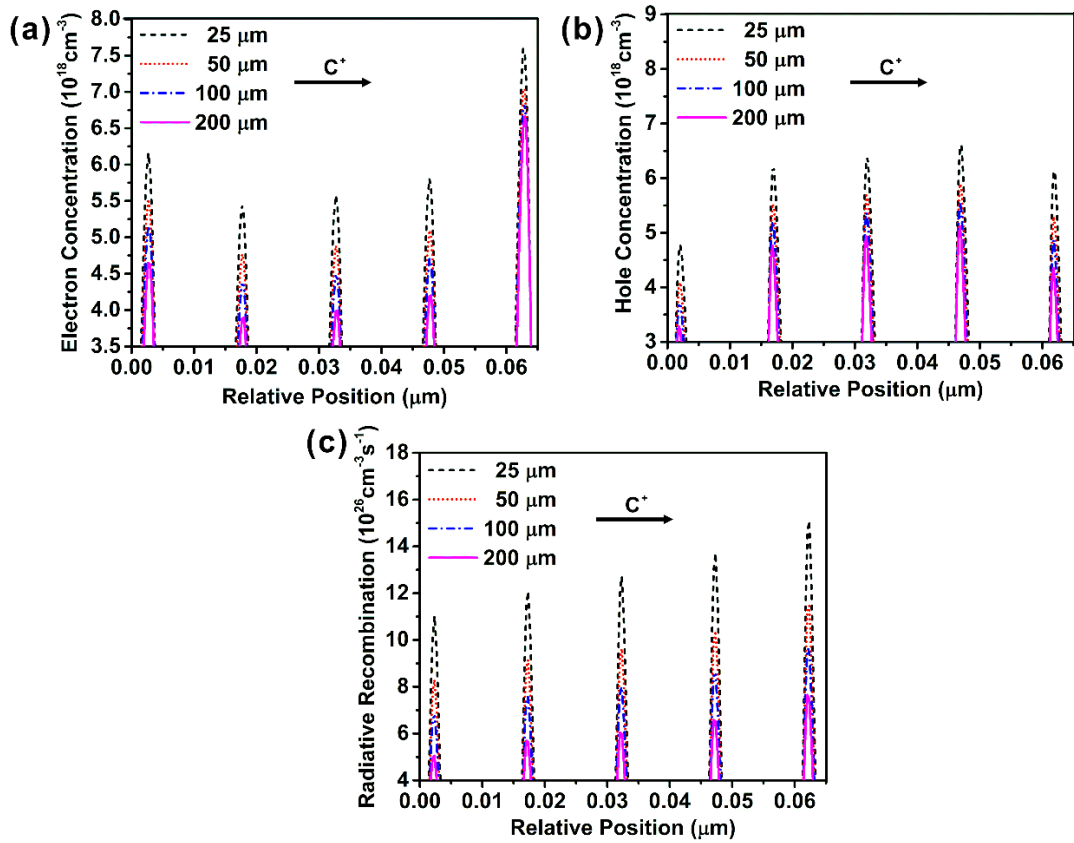 (a)
Electron Concentration (10¹⁸cm⁻³)
8.0
7.5
7.0
6.5
6.0
5.5
5.0
4.5
4.0
3.5
25 μm
50 μm
100 μm
200 μm
C⁺
0.00 0.01 0.02 0.03 0.04 0.05 0.06
Relative Position (μm)
(b)
Hole Concentration (10¹⁸cm⁻³)
9
8
7
6
5
4
3
25 μm
50 μm
100 μm
200 μm
C⁺
0.00 0.01 0.02 0.03 0.04 0.05 0.06
Relative Position (μm)
(c)
Radiative Recombination (10²⁶cm⁻³s⁻¹)
18
16
14
12
10
8
6
4
25 μm
50 μm
100 μm
200 μm
C⁺
0.00 0.01 0.02 0.03 0.04 0.05 0.06
Relative Position (μm)